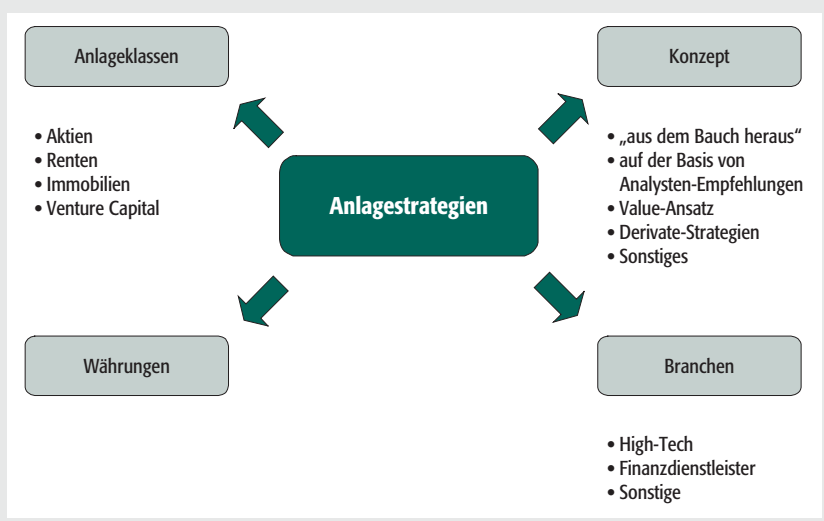 Anlageklassen
• Aktien
• Renten
• Immobilien
• Venture Capital
Konzept
• „aus dem Bauch heraus“
• auf der Basis von
Analysten-Empfehlungen
• Value-Ansatz
• Derivate-Strategien
• Sonstiges
Anlagestrategien
Währungen
Branchen
• High-Tech
• Finanzdienstleister
• Sonstige